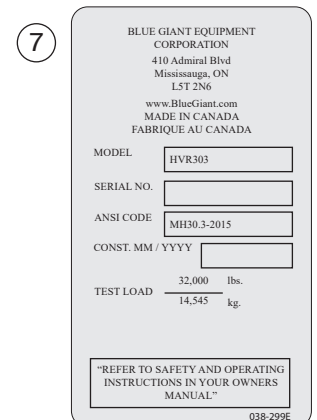 7
BLUE GIANT EQUIPMENT
CORPORATION
410 Admiral Blvd
Mississauga, ON
L5T 2N6
www.BlueGiant.com
MADE IN CANADA
FABRIQUE AU CANADA
MODEL HVR303
SERIAL NO.
ANSI CODE MH30.3-2015
CONST. MM / YYYY
TEST LOAD 32,000 lbs.
14,545 kg.
“REFER TO SAFETY AND OPERATING
INSTRUCTIONS IN YOUR OWNERS
MANUAL”
038-299E